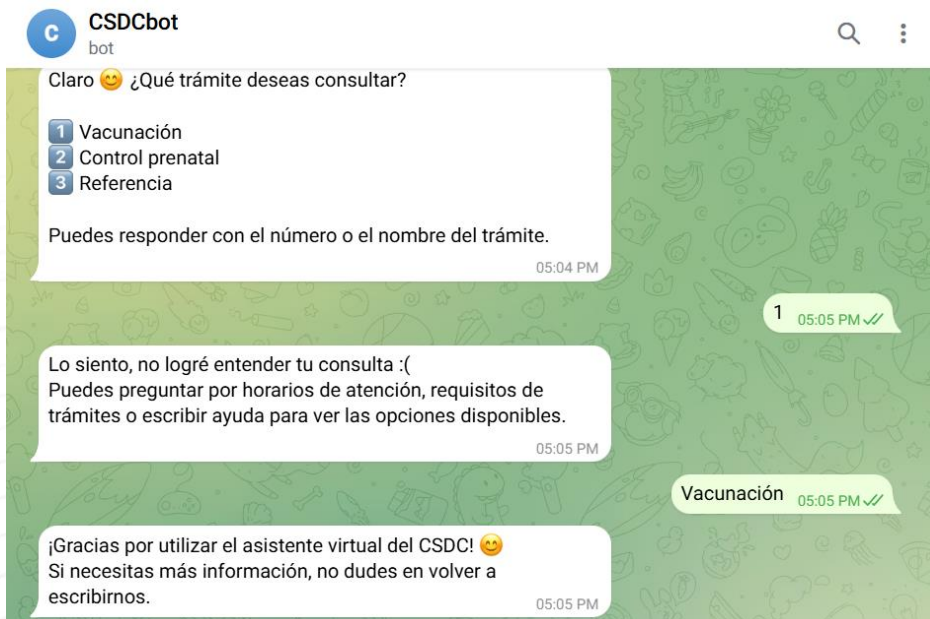 C
CSDCbot
bot
Claro 😊 ¿Qué trámite deseas consultar?
1️⃣ Vacunación
2️⃣ Control prenatal
3️⃣ Referencia
Puedes responder con el número o el nombre del trámite.
05:04 PM
1 05:05 PM
Lo siento, no logré entender tu consulta :(
Puedes preguntar por horarios de atención, requisitos de
trámites o escribir ayuda para ver las opciones disponibles.
05:05 PM
Vacunación 05:05 PM
¡Gracias por utilizar el asistente virtual del CSDC! 😊
Si necesitas más información, no dudes en volver a
escribirnos.
05:05 PM